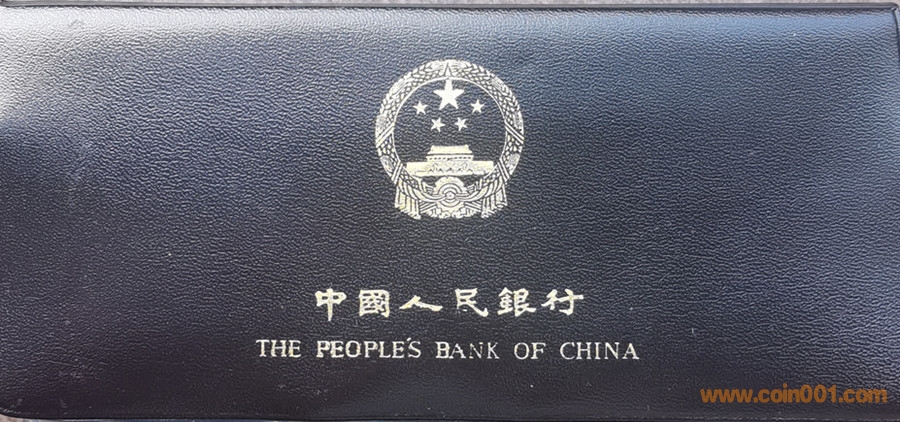 中國人民銀行
THE PEOPLE'S BANK OF CHINA
www.coin001.com